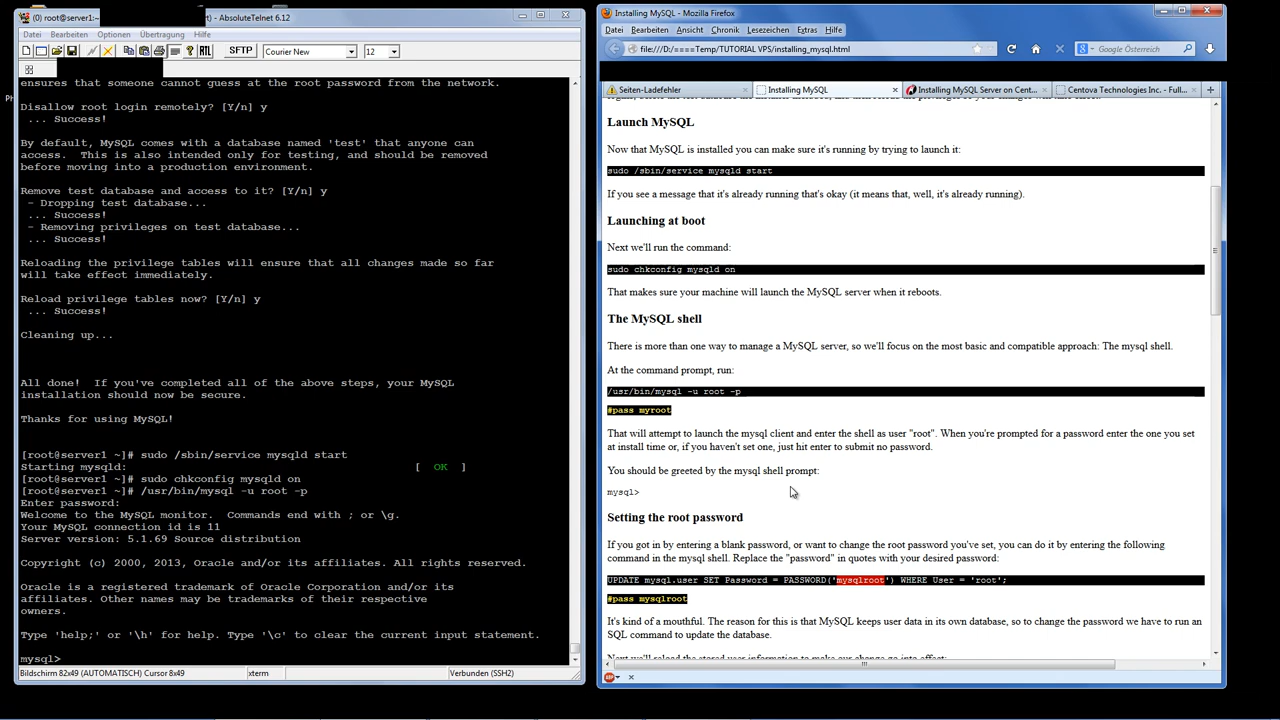 (0) root@server1:~
t) - AbsoluteTelnet 6.12
Datei Bearbeiten Optionen Übertragung Hilfe
SFTP Courier New 12
ensures that someone cannot guess at the root password from the network.
Disallow root login remotely? [Y/n] y
... Success!
By default, MySQL comes with a database named 'test' that anyone can
access.  This is also intended only for testing, and should be removed
before moving into a production environment.
Remove test database and access to it? [Y/n] y
- Dropping test database...
... Success!
- Removing privileges on test database...
... Success!
Reloading the privilege tables will ensure that all changes made so far
will take effect immediately.
Reload privilege tables now? [Y/n] y
... Success!
Cleaning up...
All done!  If you've completed all of the above steps, your MySQL
installation should now be secure.
Thanks for using MySQL!
[root@server1 ~]# sudo /sbin/service mysqld start
Starting mysqld: [ OK ]
[root@server1 ~]# sudo chkconfig mysqld on
[root@server1 ~]# /usr/bin/mysql -u root -p
Enter password:
Welcome to the MySQL monitor.  Commands end with ; or \g.
Your MySQL connection id is 11
Server version: 5.1.69 Source distribution
Copyright (c) 2000, 2013, Oracle and/or its affiliates. All rights reserved.
Oracle is a registered trademark of Oracle Corporation and/or its
affiliates. Other names may be trademarks of their respective
owners.
Type 'help;' or '\h' for help. Type '\c' to clear the current input statement.
mysql>
Bildschirm 82x49 (AUTOMATISCH) Cursor 8x49 xterm Verbunden (SSH2)
Installing MySQL - Mozilla Firefox
Datei Bearbeiten Ansicht Chronik Lesezeichen Extras Hilfe
file:///D:/====Temp/TUTORIAL VPS/installing_mysql.html
Google Österreich
Seiten-Ladefehler
Installing MySQL
Installing MySQL Server on Cent...
Centova Technologies Inc. - Full...
Launch MySQL
Now that MySQL is installed you can make sure it's running by trying to launch it:
sudo /sbin/service mysqld start
If you see a message that it's already running that's okay (it means that, well, it's already running).
Launching at boot
Next we'll run the command:
sudo chkconfig mysqld on
That makes sure your machine will launch the MySQL server when it reboots.
The MySQL shell
There is more than one way to manage a MySQL server, so we'll focus on the most basic and compatible approach: The mysql shell.
At the command prompt, run:
/usr/bin/mysql -u root -p
#pass myroot
That will attempt to launch the mysql client and enter the shell as user "root". When you're prompted for a password enter the one you set
at install time or, if you haven't set one, just hit enter to submit no password.
You should be greeted by the mysql shell prompt:
mysql>
Setting the root password
If you got in by entering a blank password, or want to change the root password you've set, you can do it by entering the following
command in the mysql shell. Replace the "password" in quotes with your desired password:
UPDATE mysql.user SET Password = PASSWORD('mysqlroot') WHERE User = 'root';
#pass mysqlroot
It's kind of a mouthful. The reason for this is that MySQL keeps user data in its own database, so to change the password we have to run an
SQL command to update the database.
Next we'll reload the stored user information to make our change go into effect: